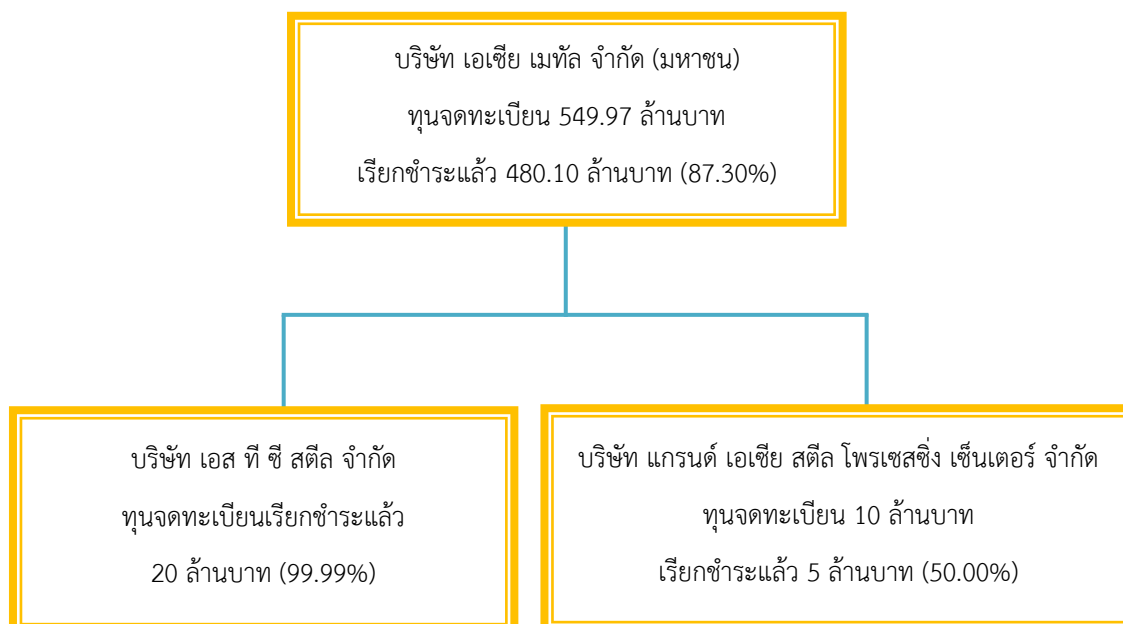 บริษัท เอเซีย เมทัล จำกัด (มหาชน)
ทุนจดทะเบียน 549.97 ล้านบาท
เรียกชำระแล้ว 480.10 ล้านบาท (87.30%)
บริษัท เอส ที ซี สตีล จำกัด
ทุนจดทะเบียนเรียกชำระแล้ว
20 ล้านบาท (99.99%)
บริษัท แกรนด์ เอเซีย สตีล โพรเซสซิ่ง เซ็นเตอร์ จำกัด
ทุนจดทะเบียน 10 ล้านบาท
เรียกชำระแล้ว 5 ล้านบาท (50.00%)